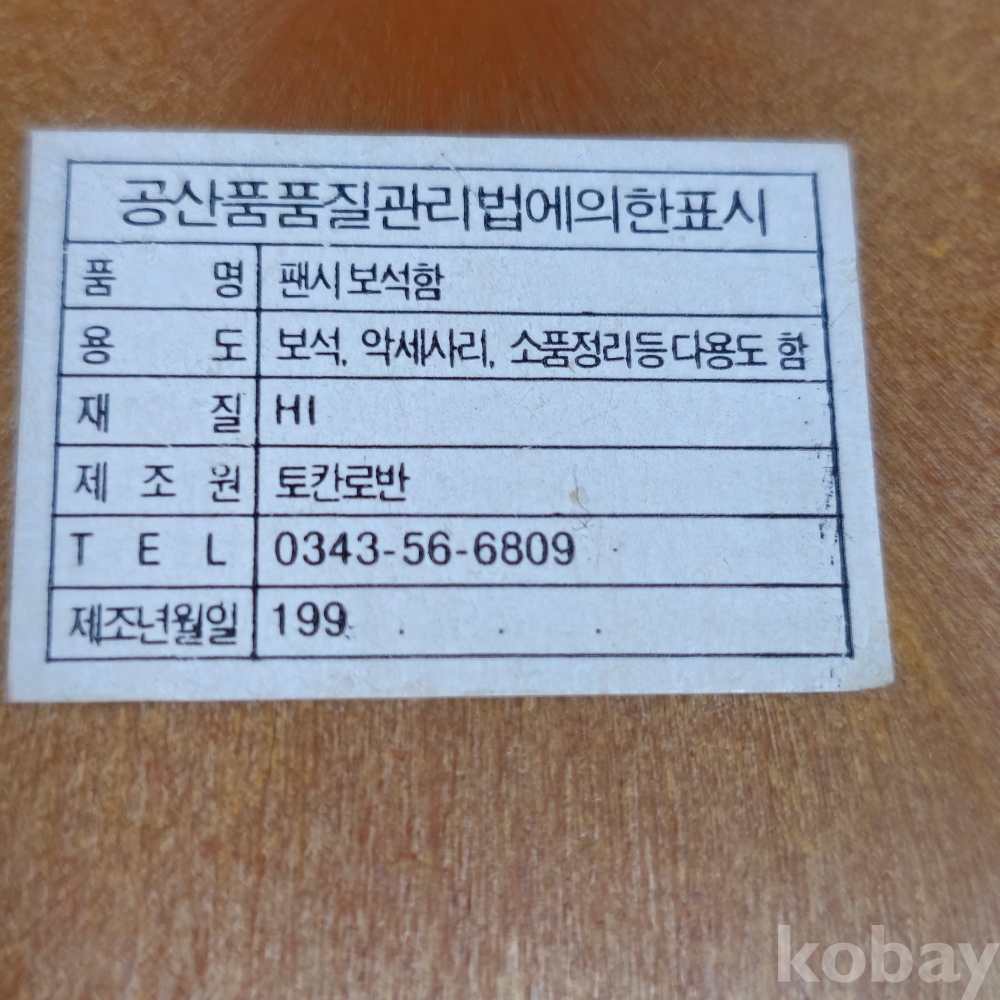 공산품품질관리법에의한표시
품 명 팬시보석함
용 도 보석, 악세사리, 소품정리등다용도 함
재 질 HI
제 조 원 토칸로반
T E L 0343-56-6809
제조년월일 199 . . .
kobay